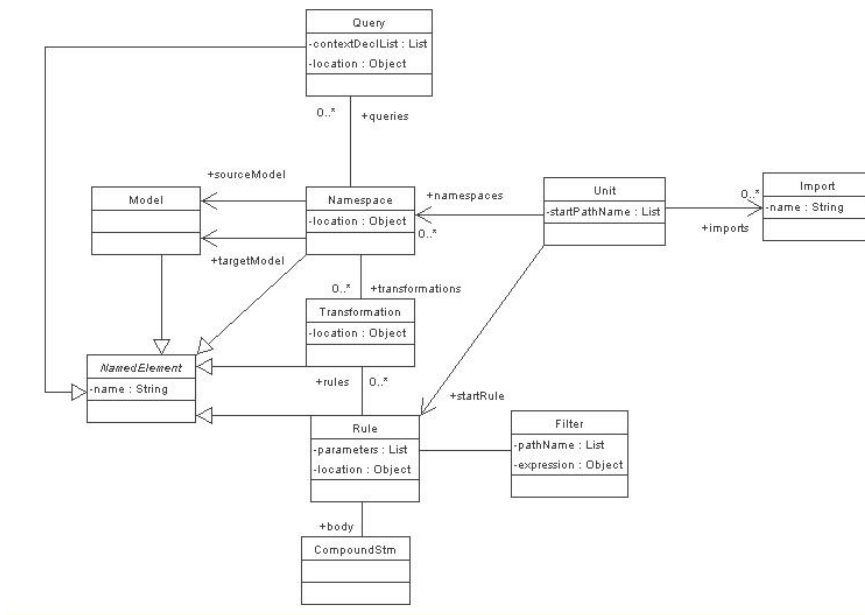 Query
-contextDeclList : List
-location : Object
0..*
+queries
+sourceModel
Model
Namespace
-location : Object
+namespaces
0..*
Unit
-startPathName : List
0..*
+imports
Import
-name : String
+targetModel
0..*
+transformations
Transformation
-location : Object
NamedElement
-name : String
+rules
0..*
+startRule
Rule
-parameters : List
-location : Object
Filter
-pathName : List
-expression : Object
+body
CompoundStm